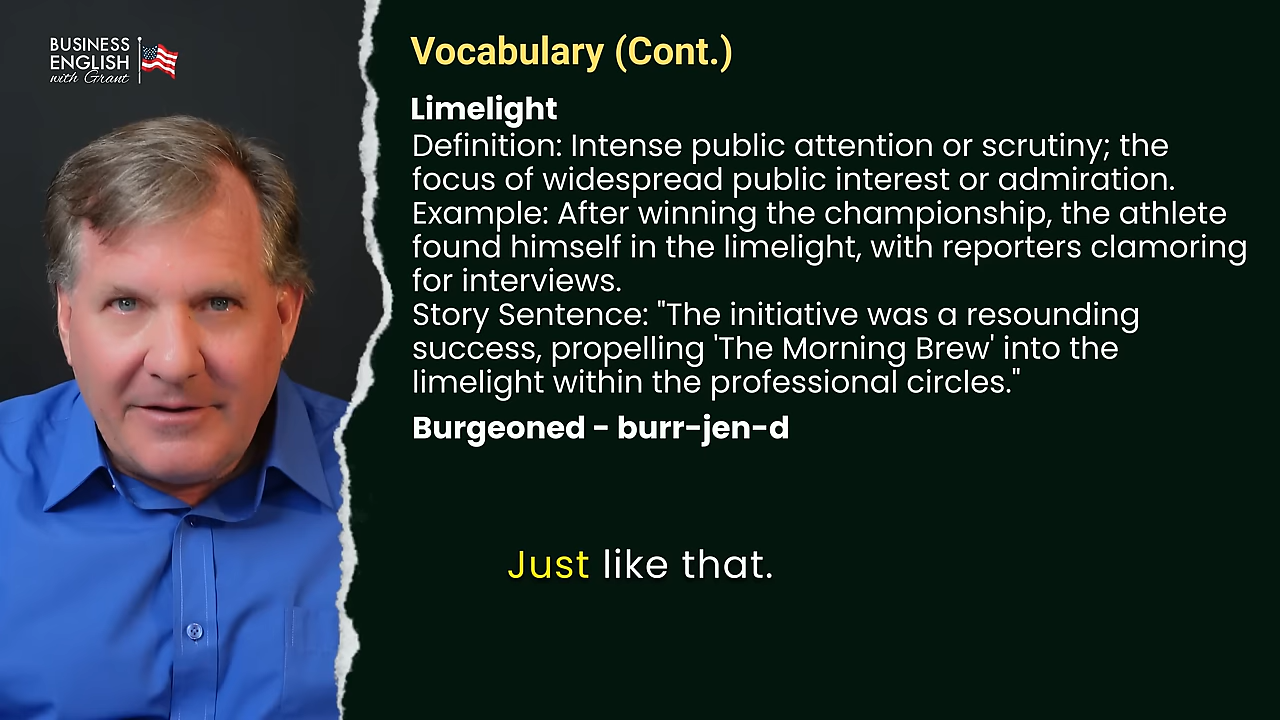 BUSINESS
ENGLISH
with Grant
Vocabulary (Cont.)
Limelight
Definition: Intense public attention or scrutiny; the
focus of widespread public interest or admiration.
Example: After winning the championship, the athlete
found himself in the limelight, with reporters clamoring
for interviews.
Story Sentence: "The initiative was a resounding
success, propelling 'The Morning Brew' into the
limelight within the professional circles."
Burgeoned - burr-jen-d
Just like that.